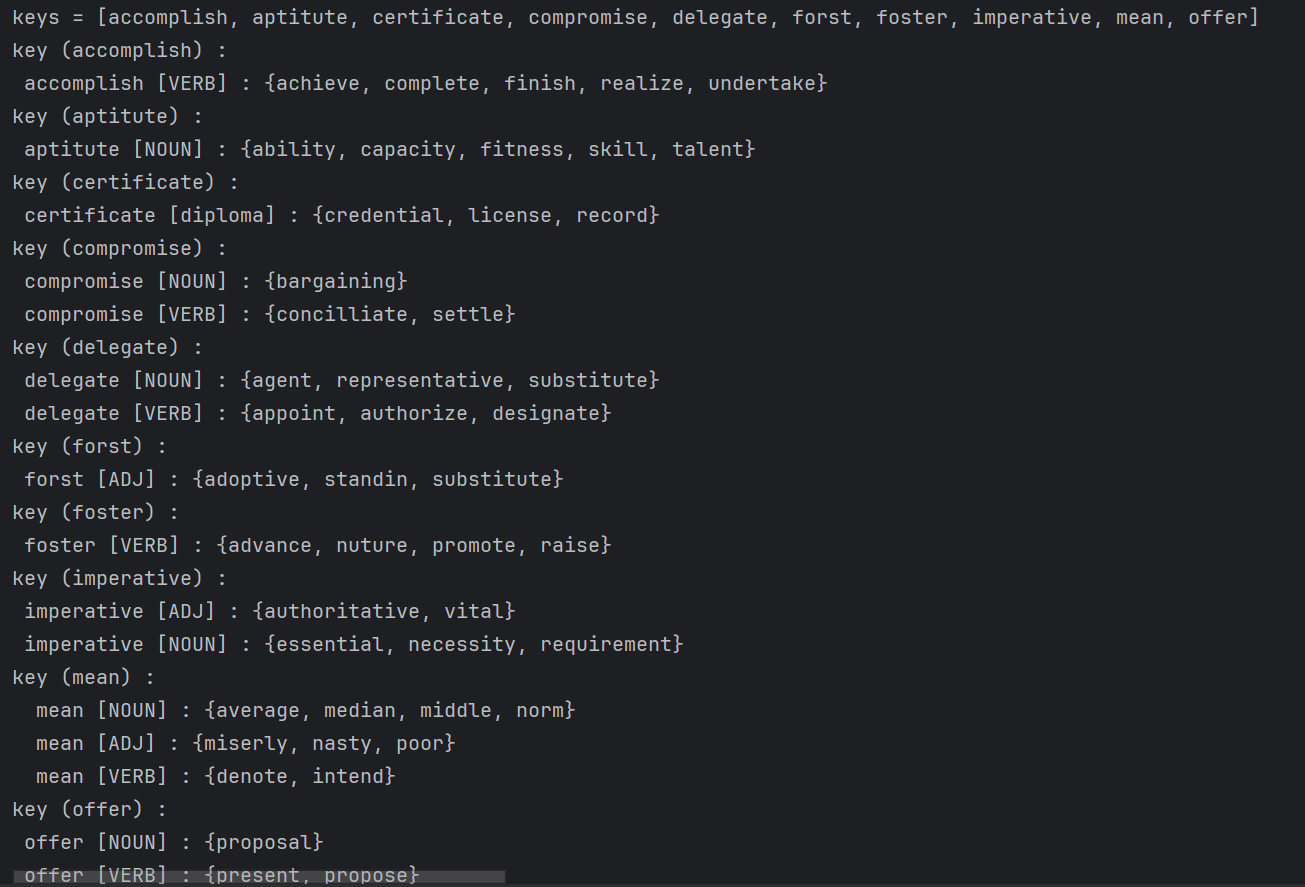 keys = [accomplish, aptitute, certificate, compromise, delegate, forst, foster, imperative, mean, offer]
key (accomplish) :
 accomplish [VERB] : {achieve, complete, finish, realize, undertake}
key (aptitute) :
 aptitute [NOUN] : {ability, capacity, fitness, skill, talent}
key (certificate) :
 certificate [diploma] : {credential, license, record}
key (compromise) :
 compromise [NOUN] : {bargaining}
 compromise [VERB] : {concilliate, settle}
key (delegate) :
 delegate [NOUN] : {agent, representative, substitute}
 delegate [VERB] : {appoint, authorize, designate}
key (forst) :
 forst [ADJ] : {adoptive, standin, substitute}
key (foster) :
 foster [VERB] : {advance, nuture, promote, raise}
key (imperative) :
 imperative [ADJ] : {authoritative, vital}
 imperative [NOUN] : {essential, necessity, requirement}
key (mean) :
  mean [NOUN] : {average, median, middle, norm}
  mean [ADJ] : {miserly, nasty, poor}
  mean [VERB] : {denote, intend}
key (offer) :
 offer [NOUN] : {proposal}
 offer [VERB] : {present, propose}